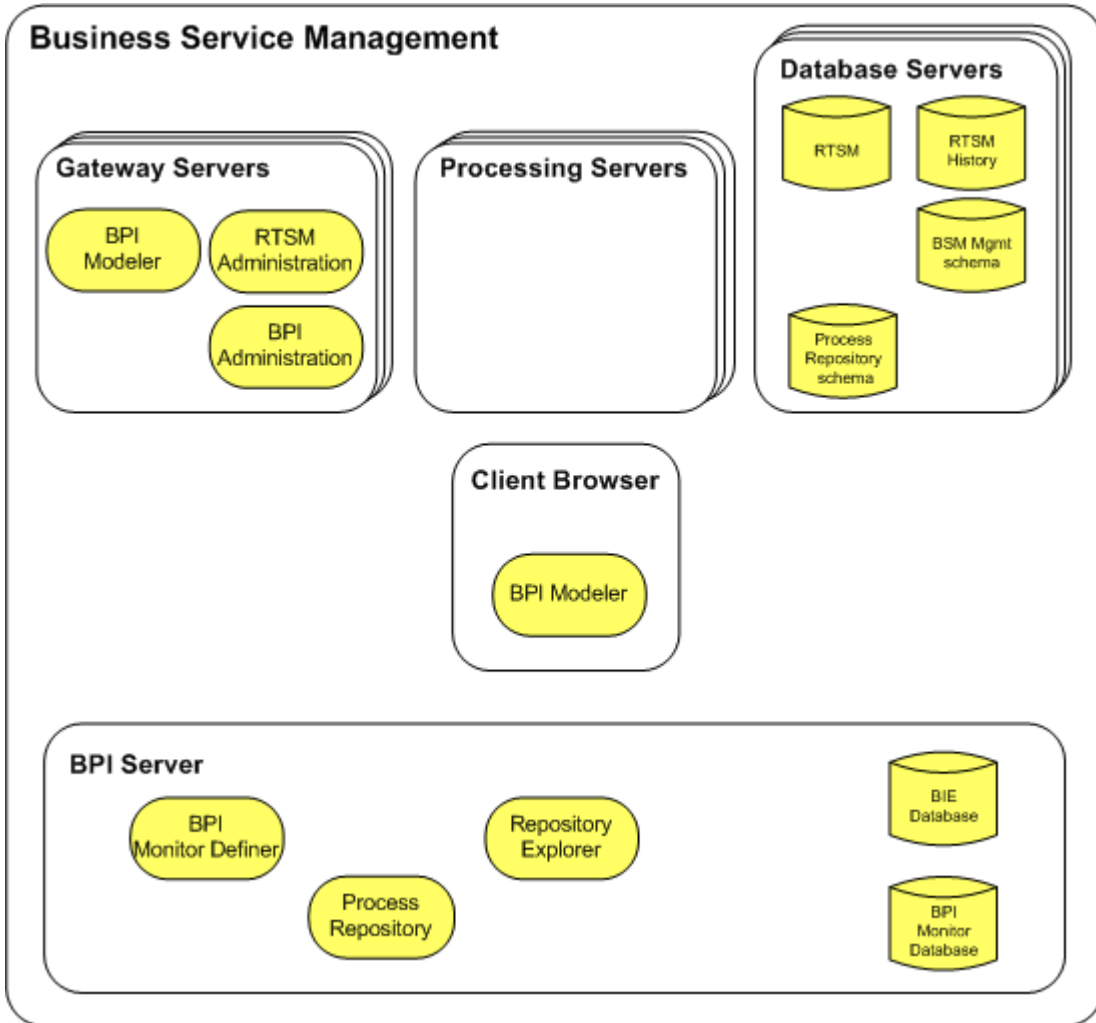 Business Service Management
Database Servers
RTSM
RTSM
History
BSM Mgmt
schema
Process
Repository
schema
Gateway Servers
BPI
Modeler
RTSM
Administration
BPI
Administration
Processing Servers
Client Browser
BPI Modeler
BPI Server
BPI
Monitor Definer
Process
Repository
Repository
Explorer
BIE
Database
BPI
Monitor
Database